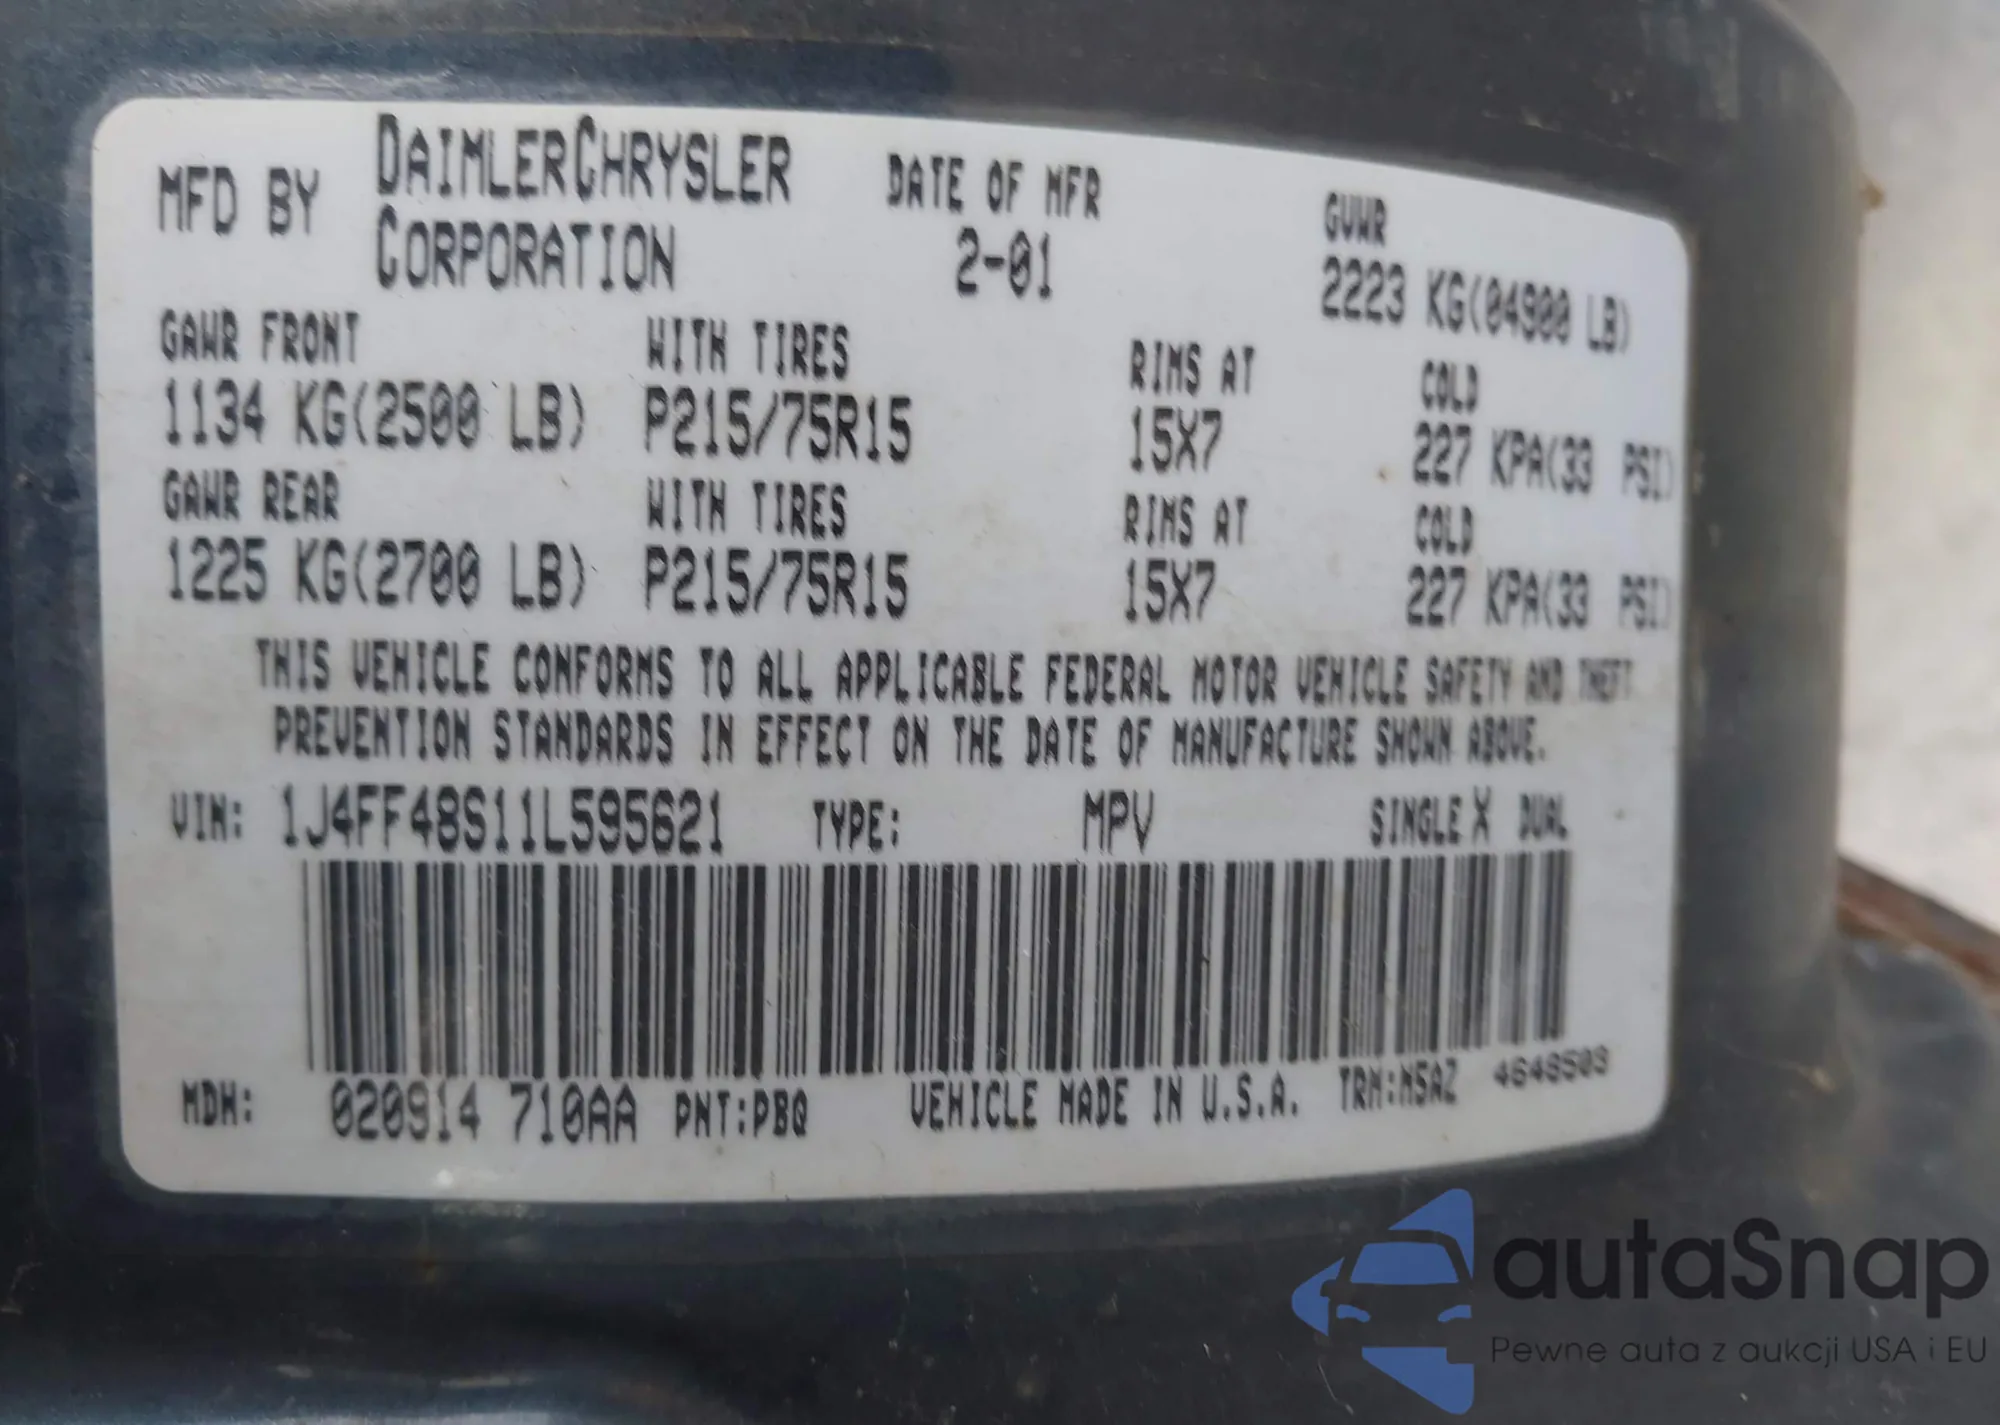 MFD BY DAIMLERCHRYSLER CORPORATION DATE OF MFR 2-01 GVWR 2223 KG(04900 LB)
GAWR FRONT WITH TIRES RIMS AT COLD
1134 KG(2500 LB) P215/75R15 15X7 227 KPA(33 PSI)
GAWR REAR WITH TIRES RIMS AT COLD
1225 KG(2700 LB) P215/75R15 15X7 227 KPA(33 PSI)
THIS VEHICLE CONFORMS TO ALL APPLICABLE FEDERAL MOTOR VEHICLE SAFETY AND THEFT
PREVENTION STANDARDS IN EFFECT ON THE DATE OF MANUFACTURE SHOWN ABOVE.
VIN: 1J4FF48S11L595621 TYPE: MPV SINGLE X DUAL
MDH: 020914 710AA PNT:PBQ VEHICLE MADE IN U.S.A. TRM:M5AZ 4648503
autaSnap
Pewne auta z aukcji USA i EU